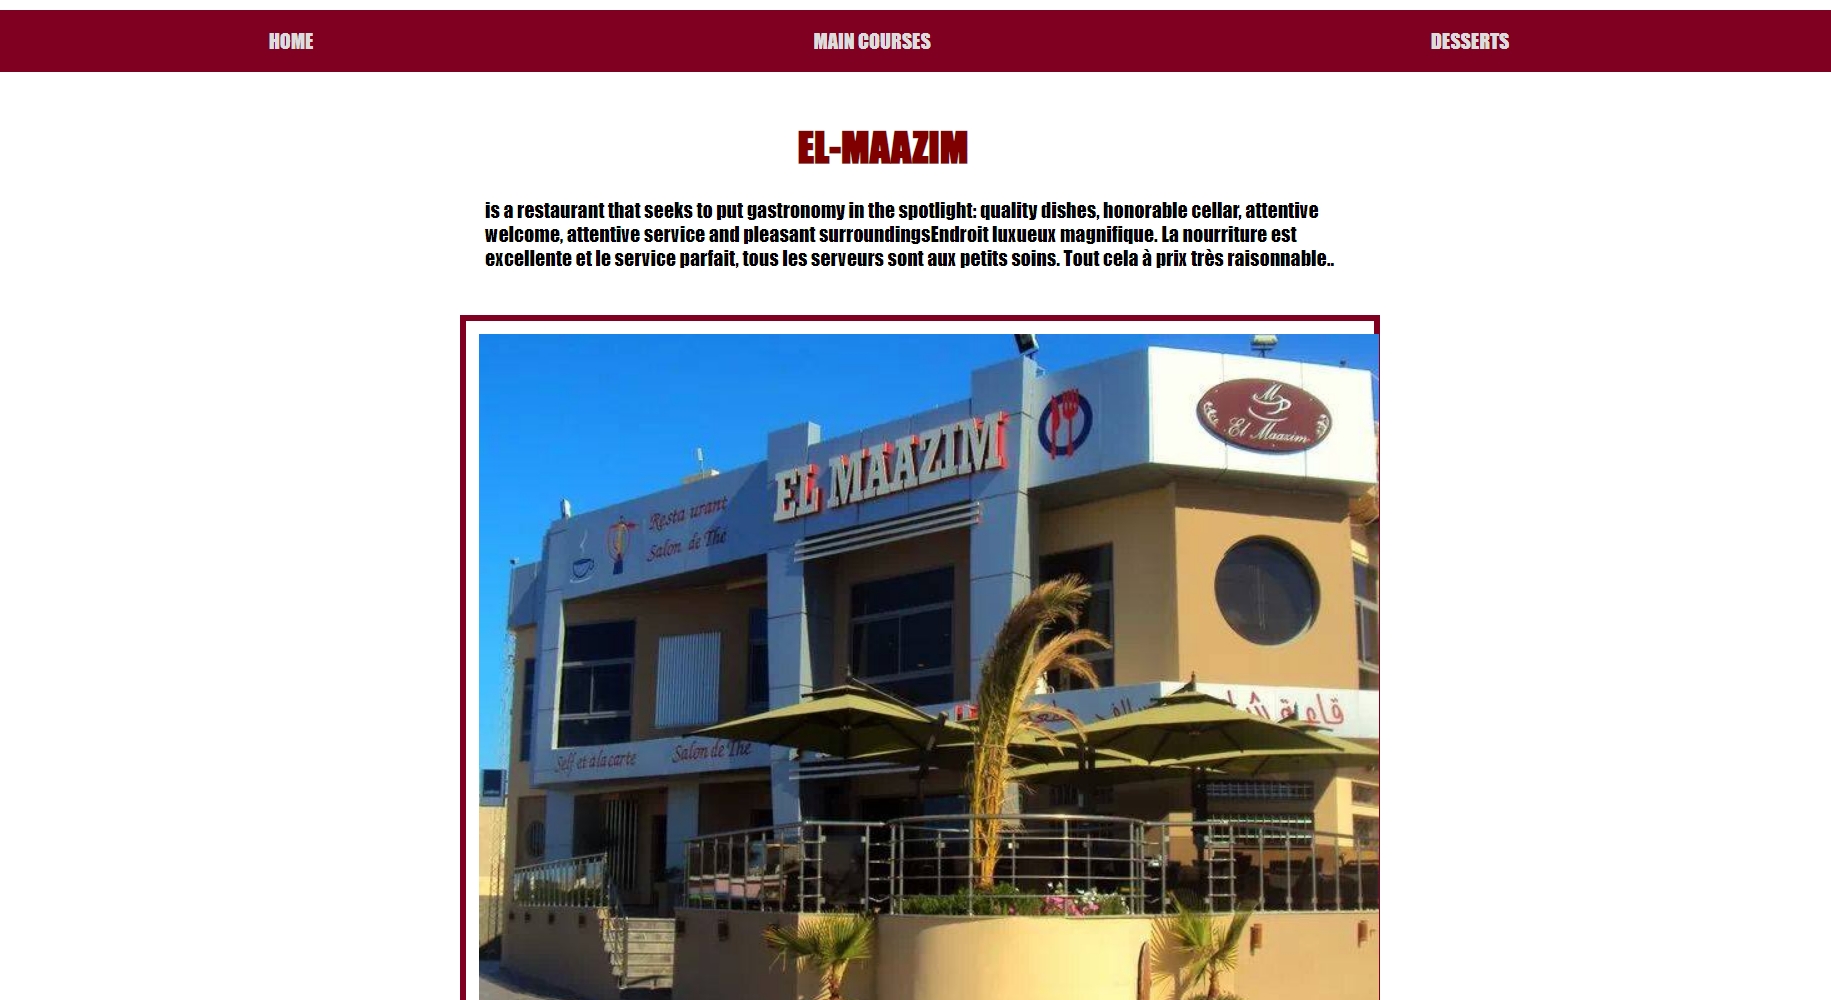 HOME MAIN COURSES DESSERTS
EL-MAAZIM
is a restaurant that seeks to put gastronomy in the spotlight: quality dishes, honorable cellar, attentive
welcome, attentive service and pleasant surroundingsEndroit luxueux magnifique. La nourriture est
excellente et le service parfait, tous les serveurs sont aux petits soins. Tout cela à prix très raisonnable..
M
El Maazim
EL MAAZIM
Resta urant
Salon de Thé
قاعة
Self et à la carte
Salon de Thé